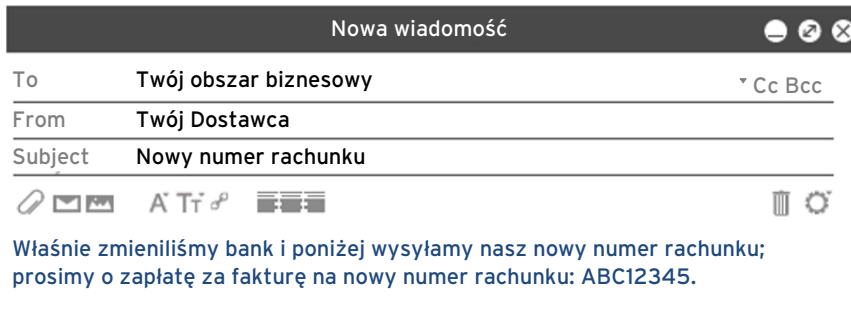 Nowa wiadomość
To Twój obszar biznesowy Cc Bcc
From Twój Dostawca
Subject Nowy numer rachunku
A TT
Właśnie zmieniliśmy bank i poniżej wysyłamy nasz nowy numer rachunku;
prosimy o zapłatę za fakturę na nowy numer rachunku: ABC12345.